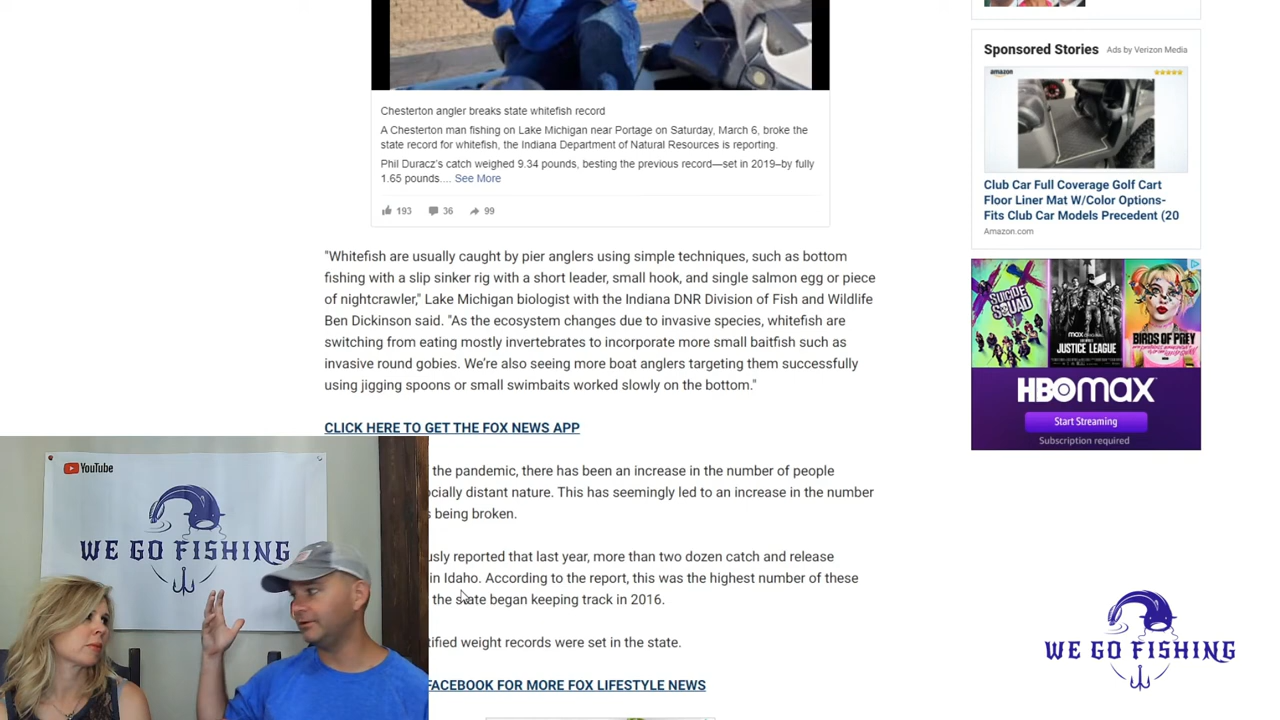 Chesterton angler breaks state whitefish record
A Chesterton man fishing on Lake Michigan near Portage on Saturday, March 6, broke the
state record for whitefish, the Indiana Department of Natural Resources is reporting.
Phil Duracz's catch weighed 9.34 pounds, besting the previous record—set in 2019–by fully
1.65 pounds.... See More
193 36 99
"Whitefish are usually caught by pier anglers using simple techniques, such as bottom
fishing with a slip sinker rig with a short leader, small hook, and single salmon egg or piece
of nightcrawler," Lake Michigan biologist with the Indiana DNR Division of Fish and Wildlife
Ben Dickinson said. "As the ecosystem changes due to invasive species, whitefish are
switching from eating mostly invertebrates to incorporate more small baitfish such as
invasive round gobies. We're also seeing more boat anglers targeting them successfully
using jigging spoons or small swimbaits worked slowly on the bottom."
CLICK HERE TO GET THE FOX NEWS APP
the pandemic, there has been an increase in the number of people
ocially distant nature. This has seemingly led to an increase in the number
s being broken.
usly reported that last year, more than two dozen catch and release
in Idaho. According to the report, this was the highest number of these
the state began keeping track in 2016.
tified weight records were set in the state.
FACEBOOK FOR MORE FOX LIFESTYLE NEWS
Sponsored Stories Ads by Verizon Media
amazon
Club Car Full Coverage Golf Cart
Floor Liner Mat W/Color Options-
Fits Club Car Models Precedent (20
Amazon.com
SUICIDE
SQUAD
max ORIGINAL
JUSTICE LEAGUE
BIRDS OF PREY
HBOMAX
Start Streaming
Subscription required
YouTube
WE GO FISHING
WE GO FISHING